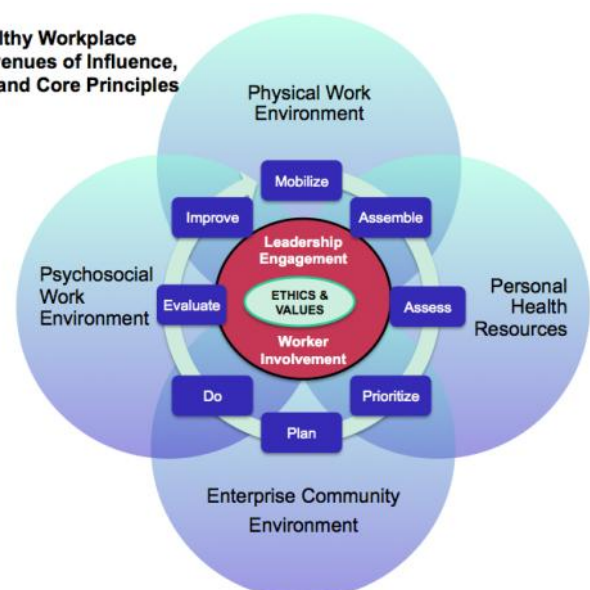 lthy Workplace
enues of Influence,
and Core Principles
Physical Work
Environment
Mobilize
Improve
Assemble
Leadership
Engagement
Psychosocial
Work
Environment
Evaluate
ETHICS &
VALUES
Assess
Personal
Health
Resources
Worker
Involvement
Do
Prioritize
Plan
Enterprise Community
Environment